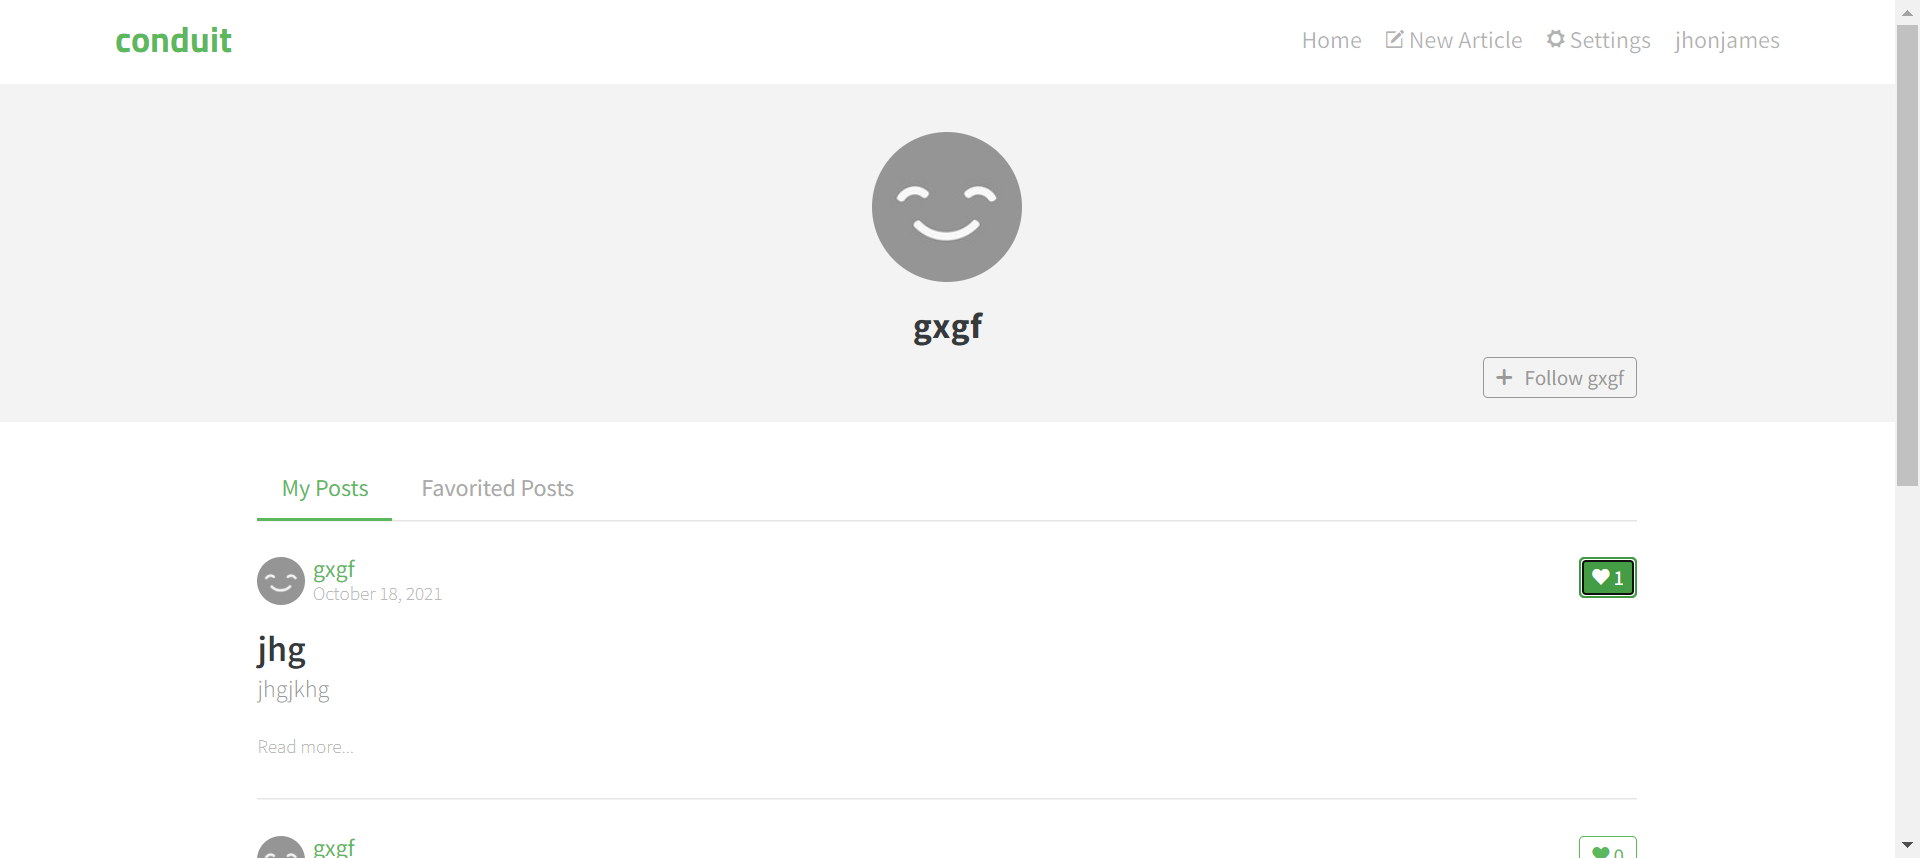 conduit
Home New Article Settings jhonjames
gxgf
Follow gxgf
My Posts Favorited Posts
gxgf
October 18, 2021
1
jhg
jhgjkhg
Read more...
gxgf
0